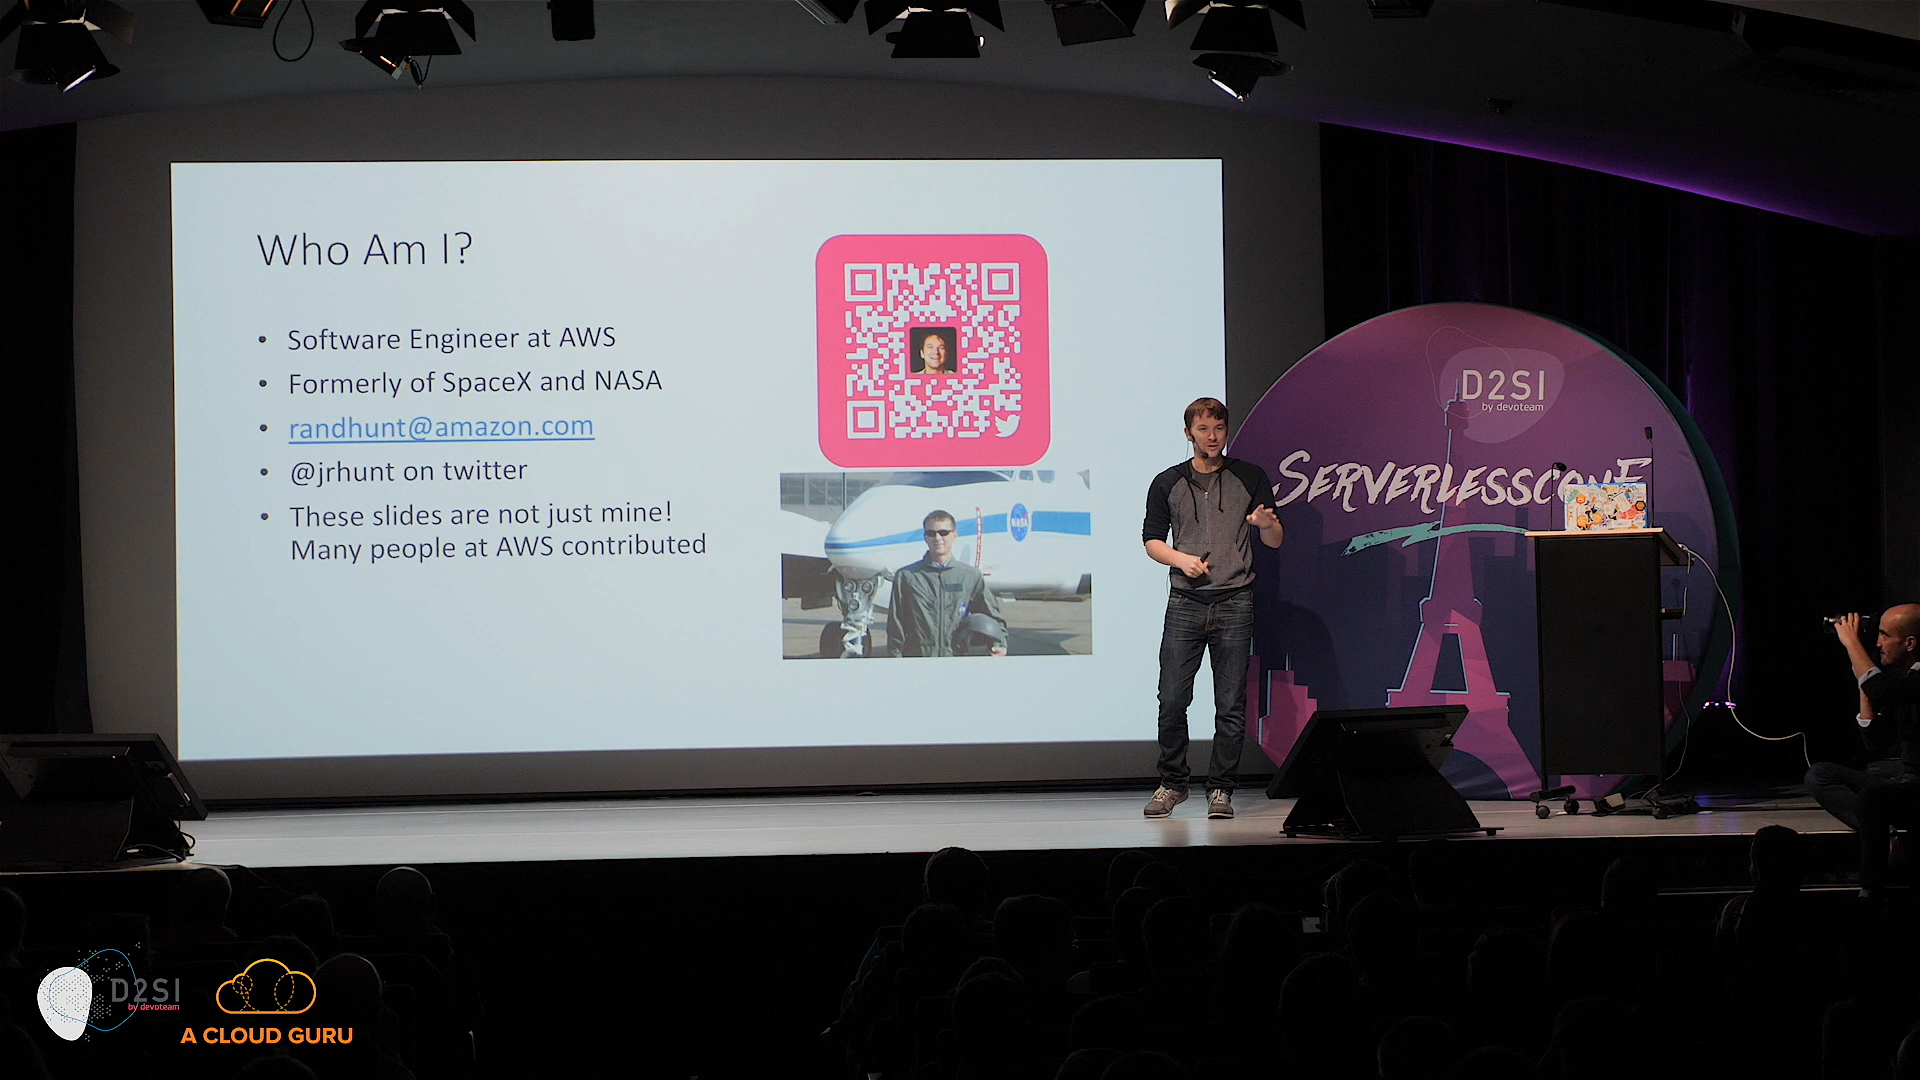 Who Am I?
• Software Engineer at AWS
• Formerly of SpaceX and NASA
• randhunt@amazon.com
• @jrhunt on twitter
• These slides are not just mine!
Many people at AWS contributed
NASA
D2SI
by devoteam
D2SI
by devoteam
A CLOUD GURU